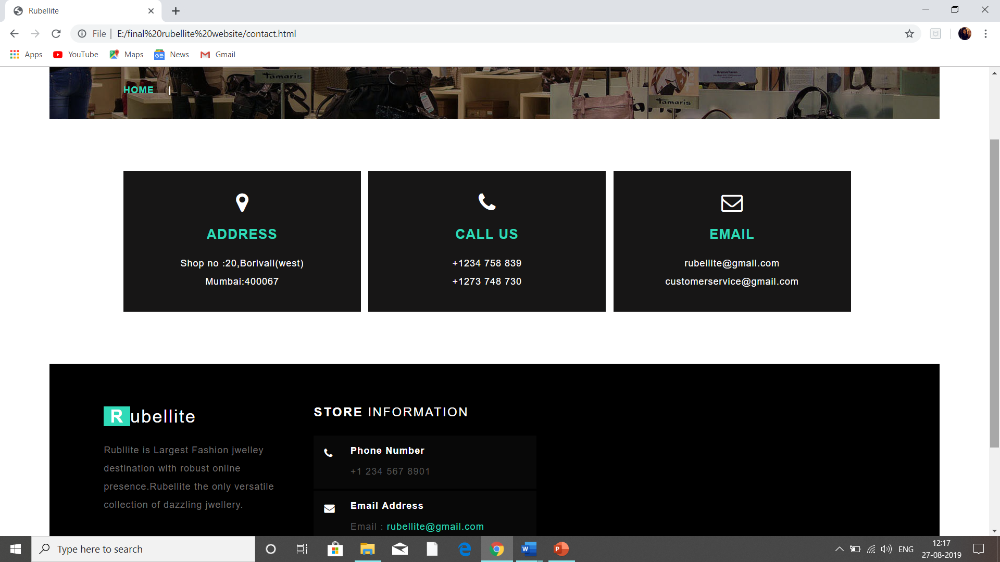 Rubellite
File | E:/final%20rubellite%20website/contact.html
Apps YouTube Maps News Gmail
Tamaris
Bremerhaven
Tamaris
HOME |
ADDRESS
Shop no :20,Borivali(west)
Mumbai:400067
CALL US
+1234 758 839
+1273 748 730
EMAIL
rubellite@gmail.com
customerservice@gmail.com
Rubellite
Rubllite is Largest Fashion jwelley
destination with robust online
presence.Rubellite the only versatile
collection of dazzling jwellery.
STORE INFORMATION
Phone Number
+1 234 567 8901
Email Address
Email : rubellite@gmail.com
Type here to search
ENG
12:17
27-08-2019